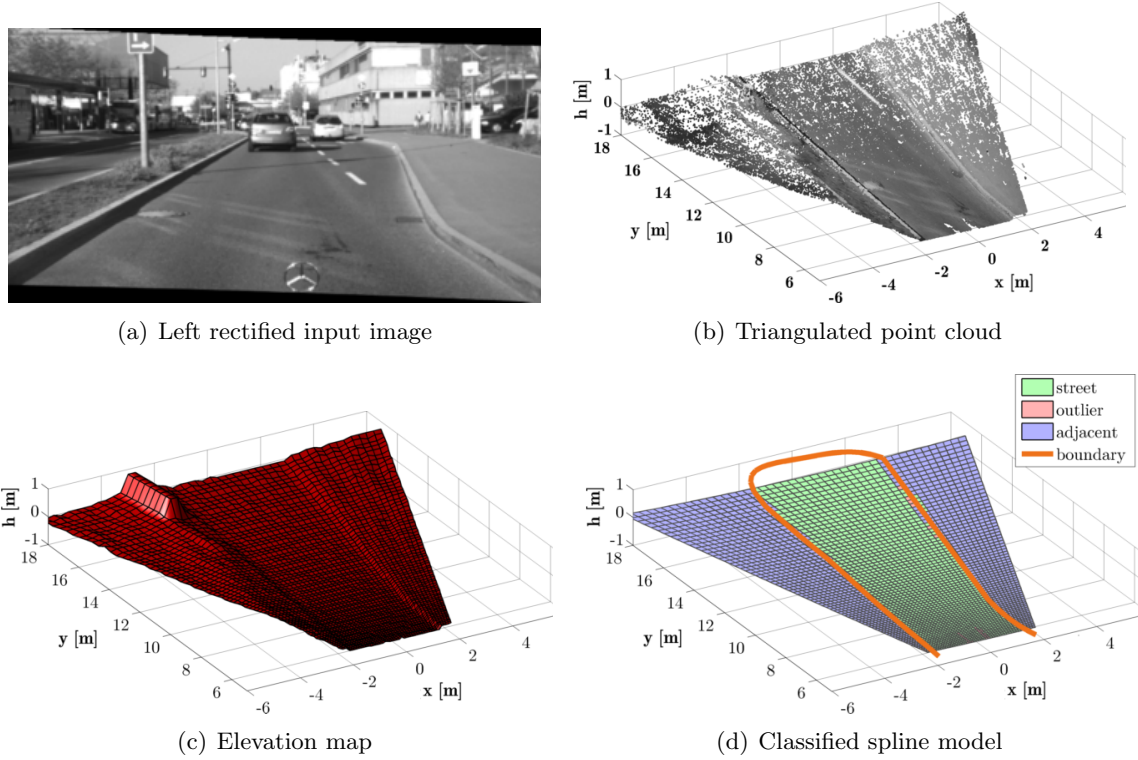 h [m]
1
0
-1
18
16
14
12
10
8
6
y [m]
-6
-4
-2
0
2
4
x [m]
(a) Left rectified input image
(b) Triangulated point cloud
h [m]
1
0
-1
18
16
14
12
10
8
6
y [m]
-6
-4
-2
0
2
4
x [m]
street
outlier
adjacent
boundary
h [m]
1
0
-1
18
16
14
12
10
8
6
y [m]
-6
-4
-2
0
2
4
x [m]
(c) Elevation map
(d) Classified spline model